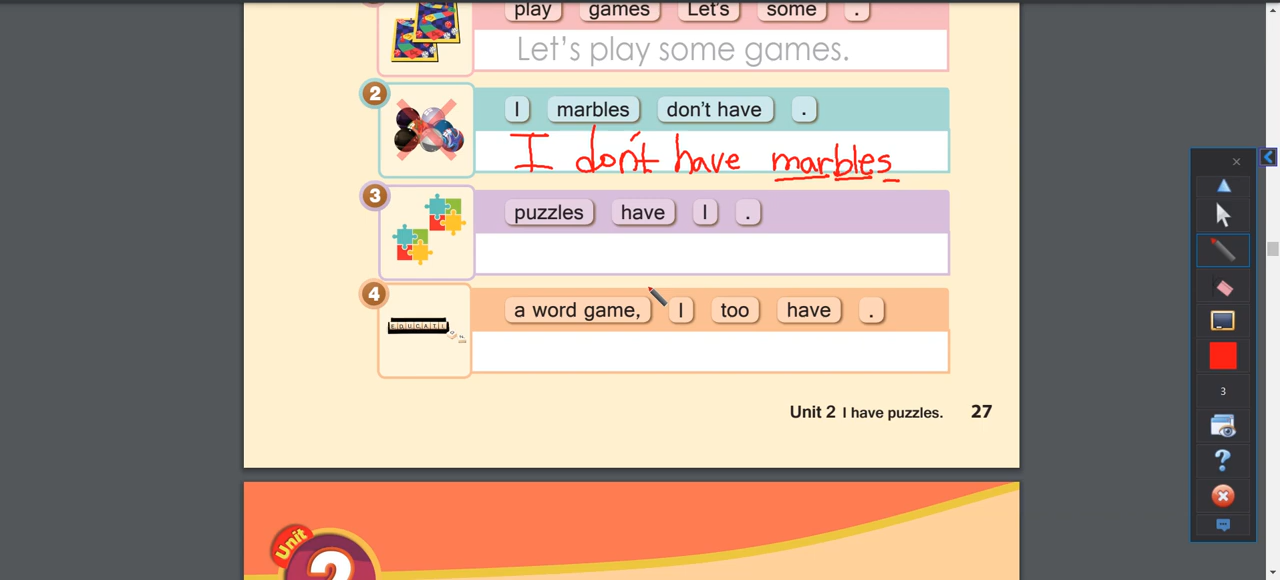 play games Let's some .
Let's play some games.
2
I marbles don't have .
I don't have marbles
3
puzzles have I .
4
EDUCATI
a word game, I too have .
Unit 2 I have puzzles. 27
3
Unit
2